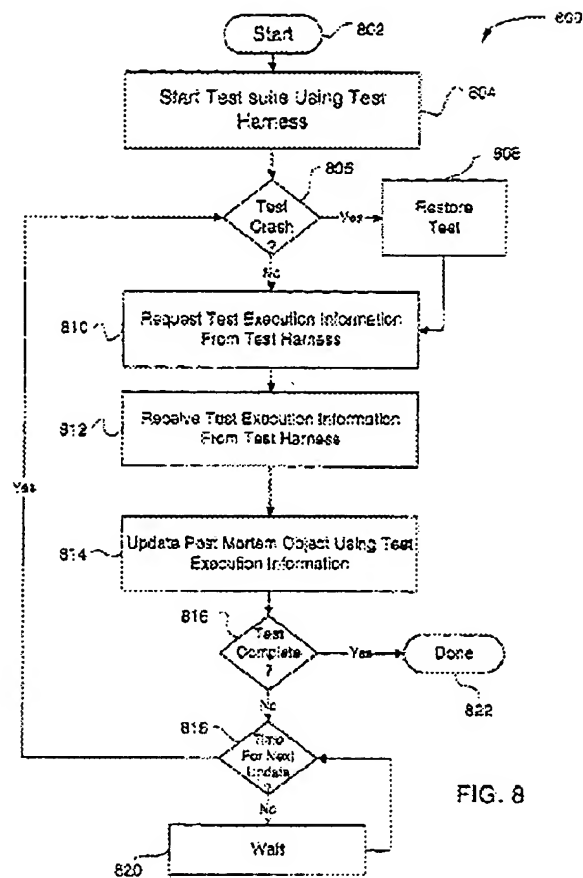 800
Start
802
Start Test suite Using Test
Harness
804
806
Test
Crash
?
Yes
808
Restore
Test
No
810
Request Test Execution Information
From Test Harness
812
Receive Test Execution Information
From Test Harness
Yes
814
Update Post Mortem Object Using Test
Execution Information
816
Test
Complete
?
Yes
Done
822
No
818
Time
For Next
Update
?
No
FIG. 8
Wait
820